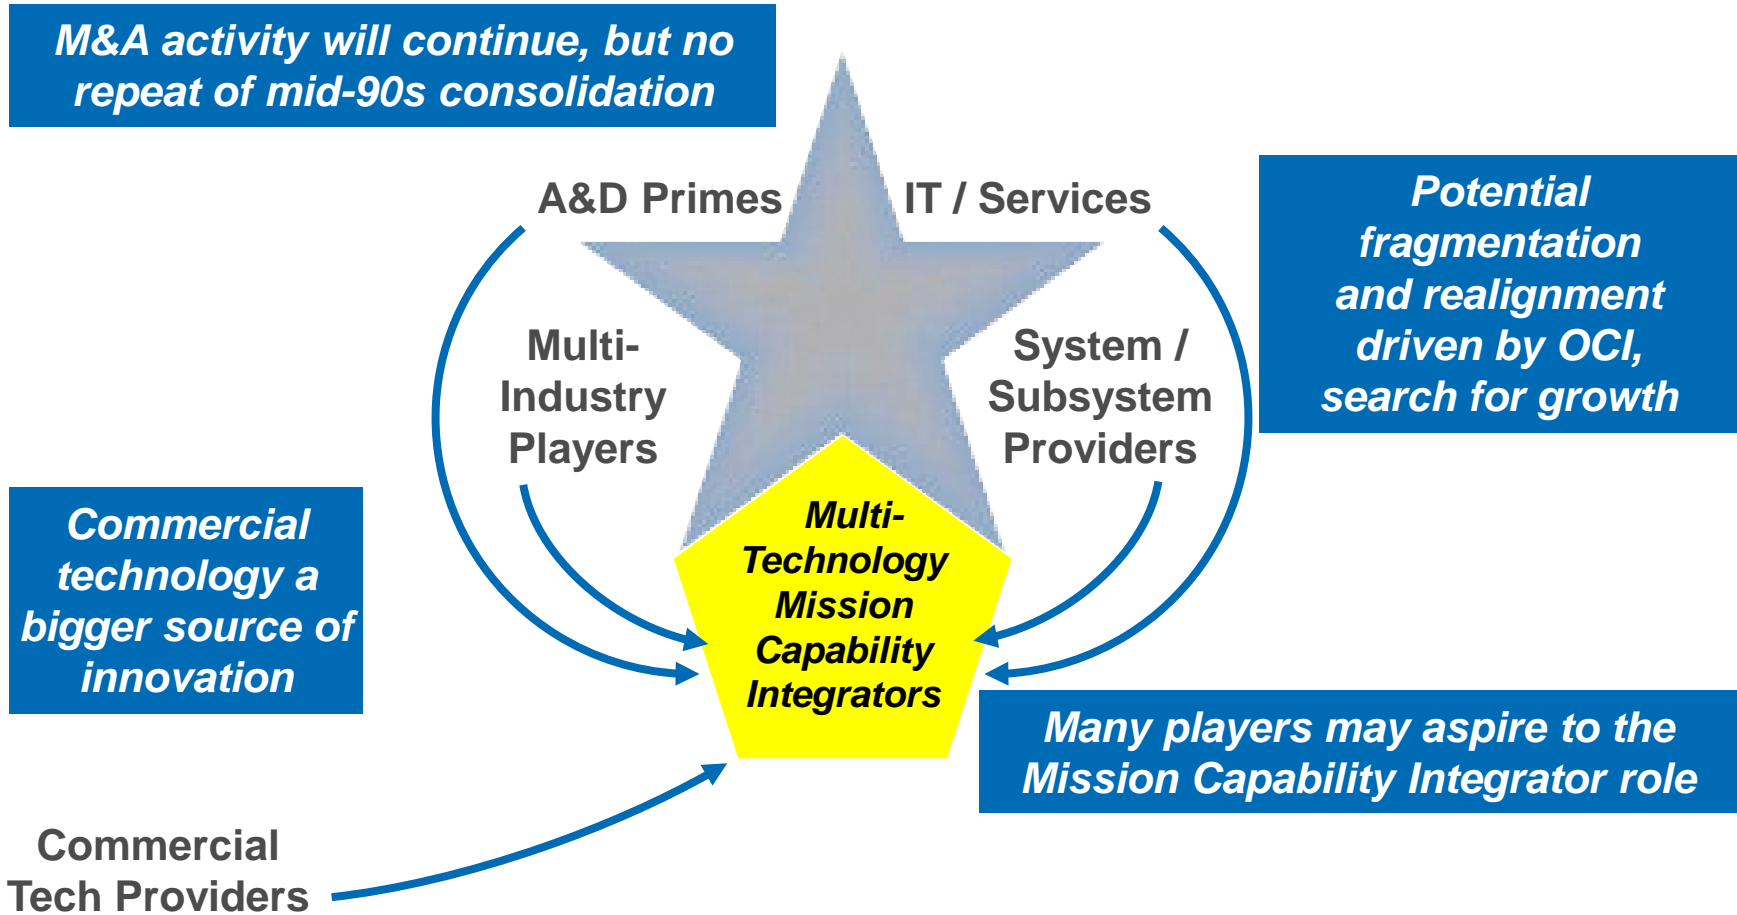 M&A activity will continue, but no
repeat of mid-90s consolidation
A&D Primes
IT / Services
Potential
fragmentation
and realignment
driven by OCI,
search for growth
Multi-
Industry
Players
System /
Subsystem
Providers
Commercial
technology a
bigger source of
innovation
Multi-
Technology
Mission
Capability
Integrators
Many players may aspire to the
Mission Capability Integrator role
Commercial
Tech Providers